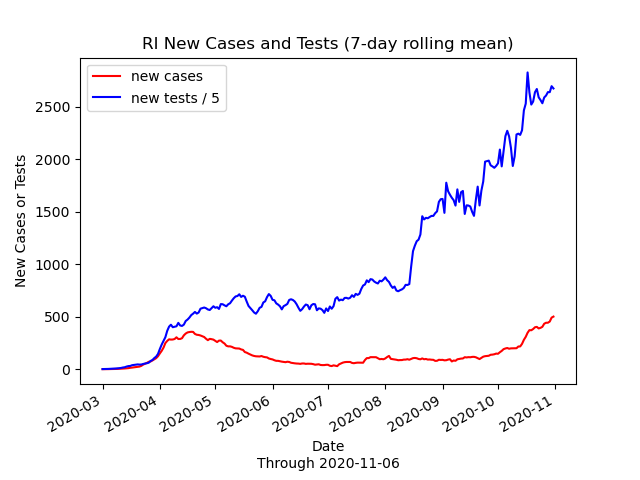 RI New Cases and Tests (7-day rolling mean)
new cases
new tests / 5
New Cases or Tests
2500
2000
1500
1000
500
0
2020-03
2020-04
2020-05
2020-06
2020-07
2020-08
2020-09
2020-10
2020-11
Date
Through 2020-11-06